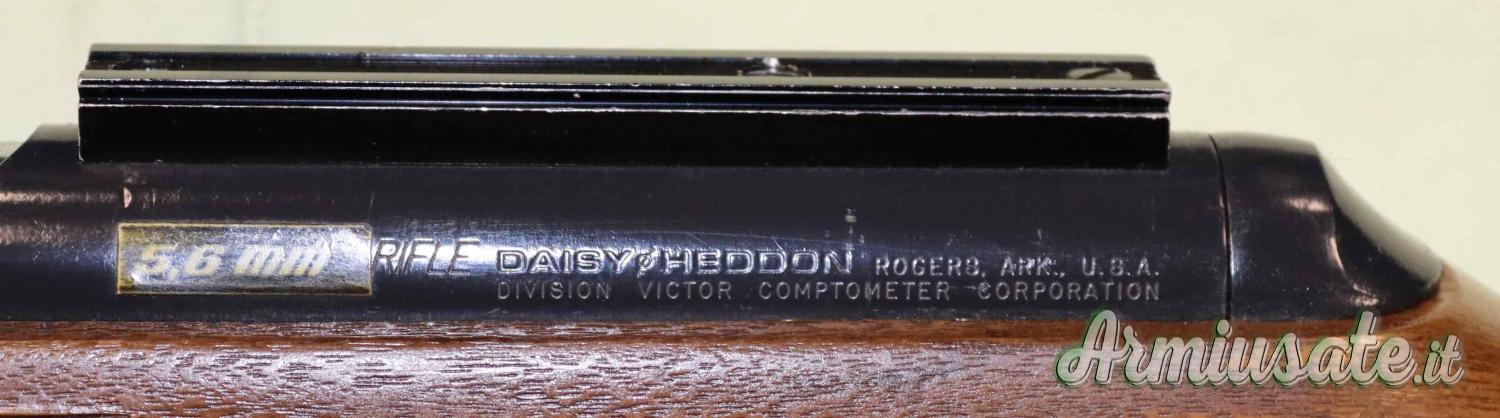 5,6 mm RIFLE DAISY HEDDON ROGERS, ARK., U.S.A.
DIVISION VICTOR COMPTOMETER CORPORATION
Armiusate.it